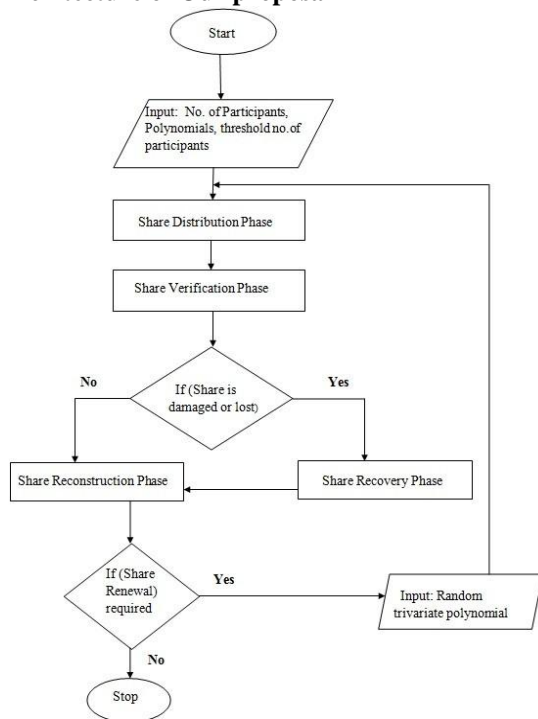 Start
Input: No. of Participants,
Polynomials, threshold no. of
participants
Share Distribution Phase
Share Verification Phase
No
Yes
If (Share is
damaged or lost)
Share Reconstruction Phase
Share Recovery Phase
If (Share
Renewal)
required
Yes
Input: Random
trivariate polynomial
No
Stop